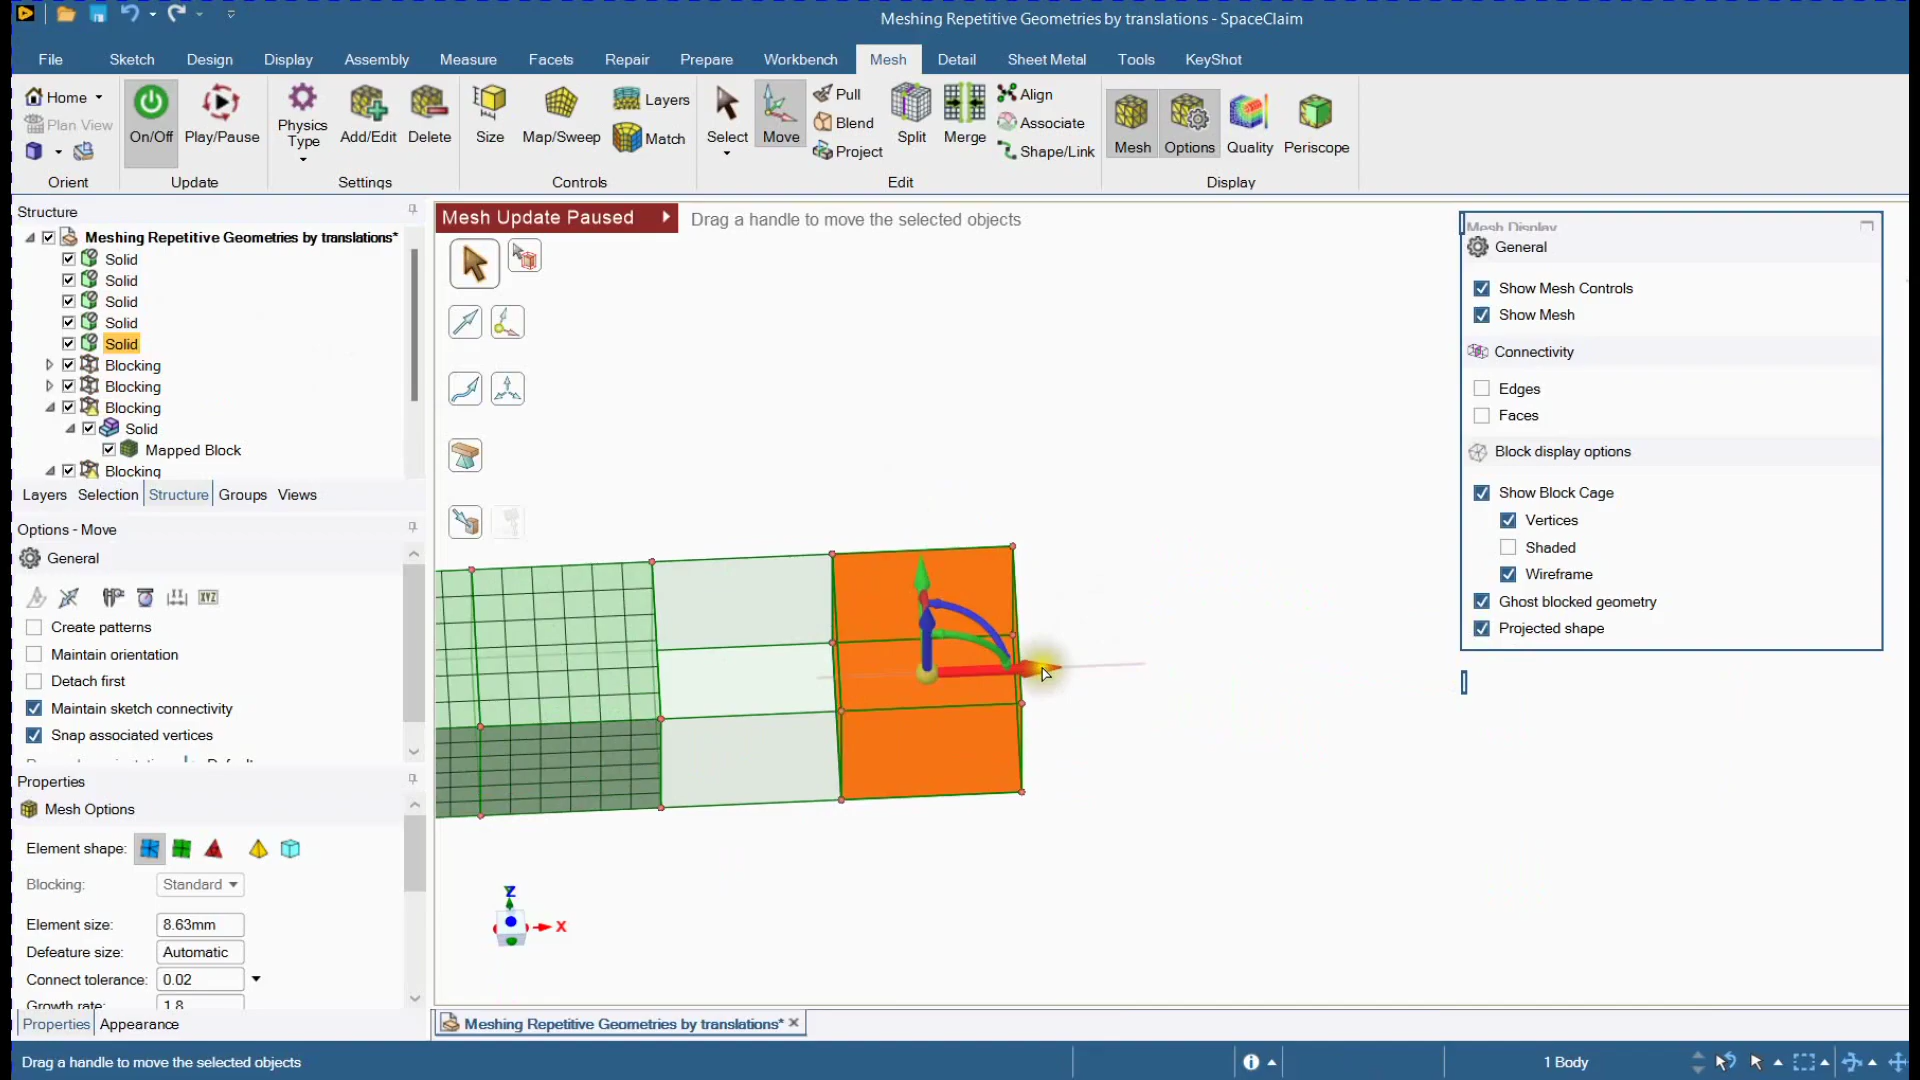 Meshing Repetitive Geometries by translations - SpaceClaim
File Sketch Design Display Assembly Measure Facets Repair Prepare Workbench Mesh Detail Sheet Metal Tools KeyShot
Home
Plan View
Orient
On/Off
Play/Pause
Update
Physics Type
Add/Edit
Delete
Settings
Size
Map/Sweep
Layers
Match
Controls
Select
Move
Pull
Blend
Project
Split
Merge
Align
Associate
Shape/Link
Edit
Mesh
Options
Quality
Periscope
Display
Structure
Meshing Repetitive Geometries by translations*
Solid
Solid
Solid
Solid
Solid
Blocking
Blocking
Blocking
Solid
Mapped Block
Blocking
Layers Selection Structure Groups Views
Options - Move
General
XYZ
Create patterns
Maintain orientation
Detach first
Maintain sketch connectivity
Snap associated vertices
Properties
Mesh Options
Element shape:
Blocking: Standard
Element size: 8.63mm
Defeature size: Automatic
Connect tolerance: 0.02
Growth rate: 1.8
Properties Appearance
Mesh Update Paused
Drag a handle to move the selected objects
Z
X
Mesh Display
General
Show Mesh Controls
Show Mesh
Connectivity
Edges
Faces
Block display options
Show Block Cage
Vertices
Shaded
Wireframe
Ghost blocked geometry
Projected shape
Meshing Repetitive Geometries by translations*
Drag a handle to move the selected objects
1 Body